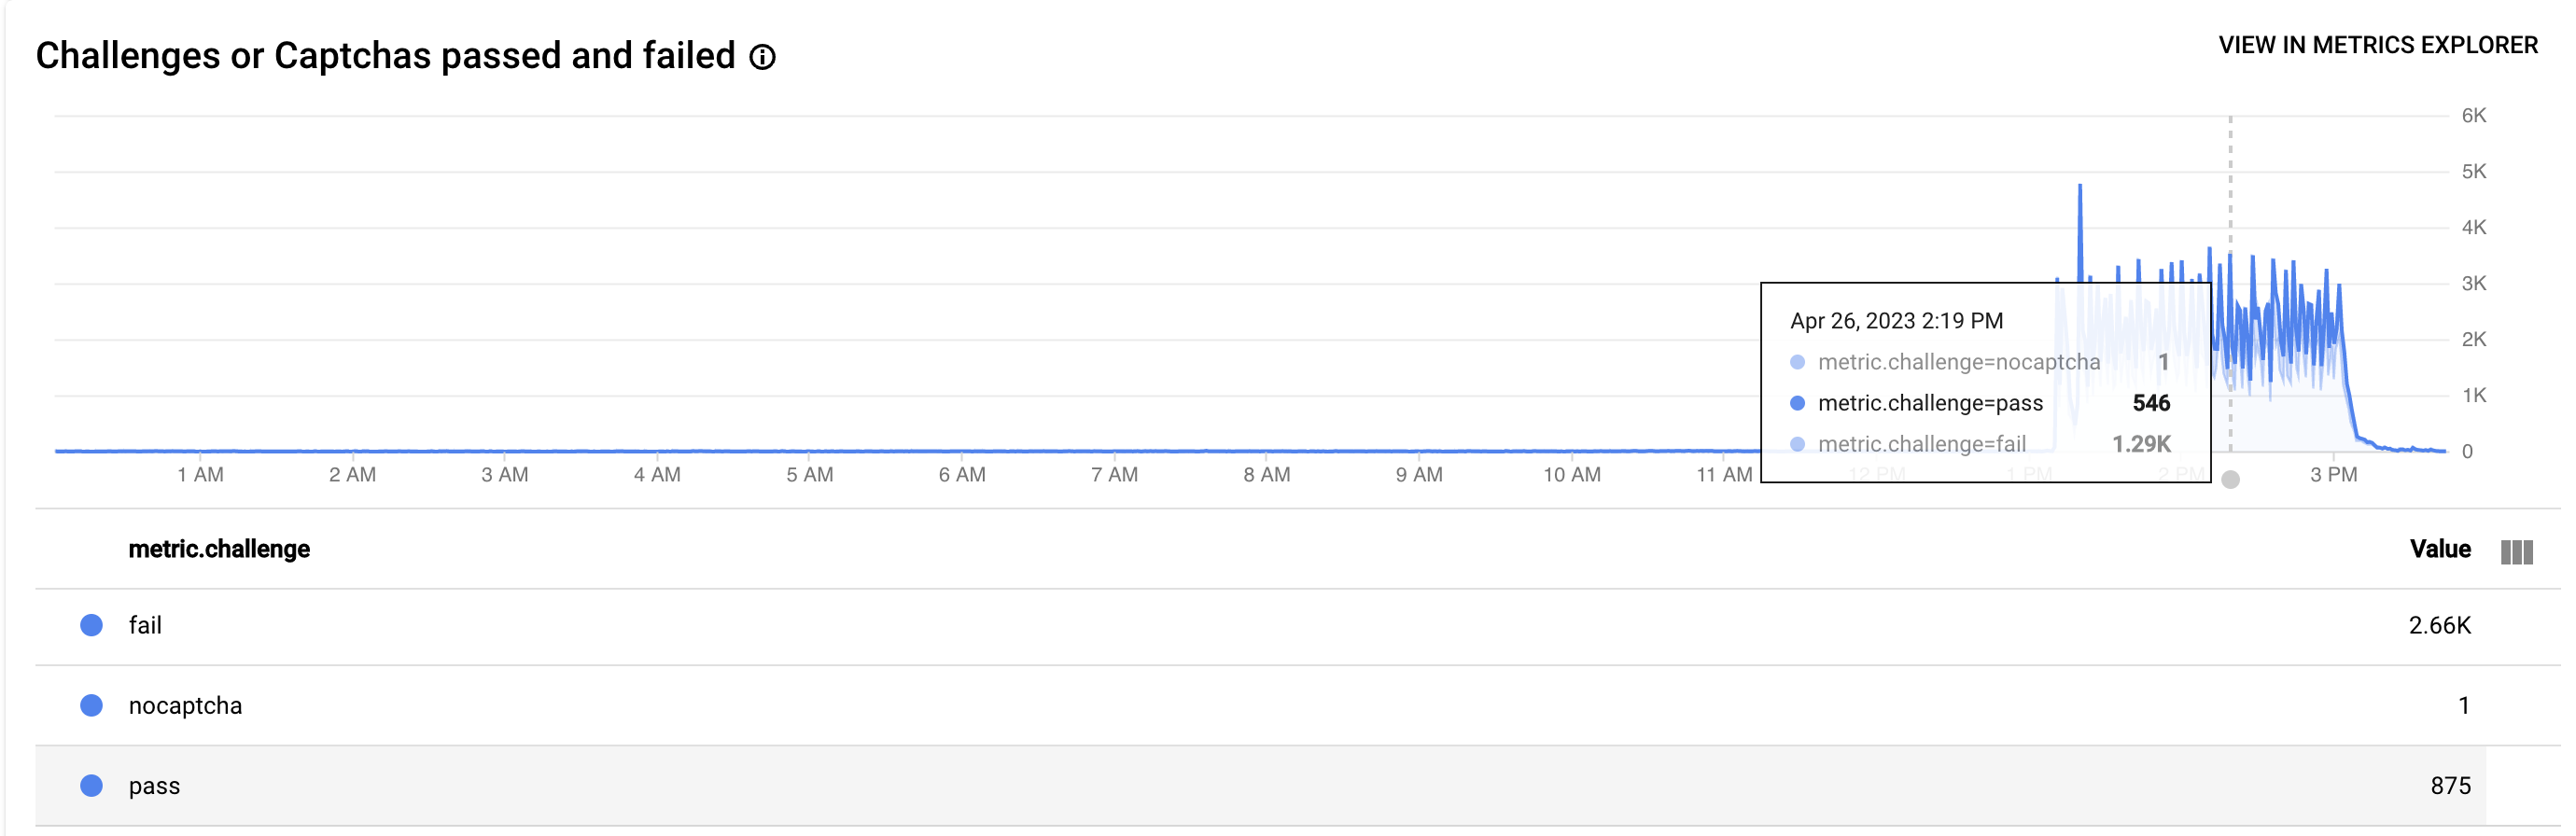 Challenges or Captchas passed and failed
VIEW IN METRICS EXPLORER
6K
5K
4K
3K
2K
1K
0
Apr 26, 2023 2:19 PM
metric.challenge=nocaptcha 1
metric.challenge=pass 546
metric.challenge=fail 1.29K
1 AM 2 AM 3 AM 4 AM 5 AM 6 AM 7 AM 8 AM 9 AM 10 AM 11 AM 12 PM 1 PM 2 PM 3 PM
metric.challenge Value
fail 2.66K
nocaptcha 1
pass 875